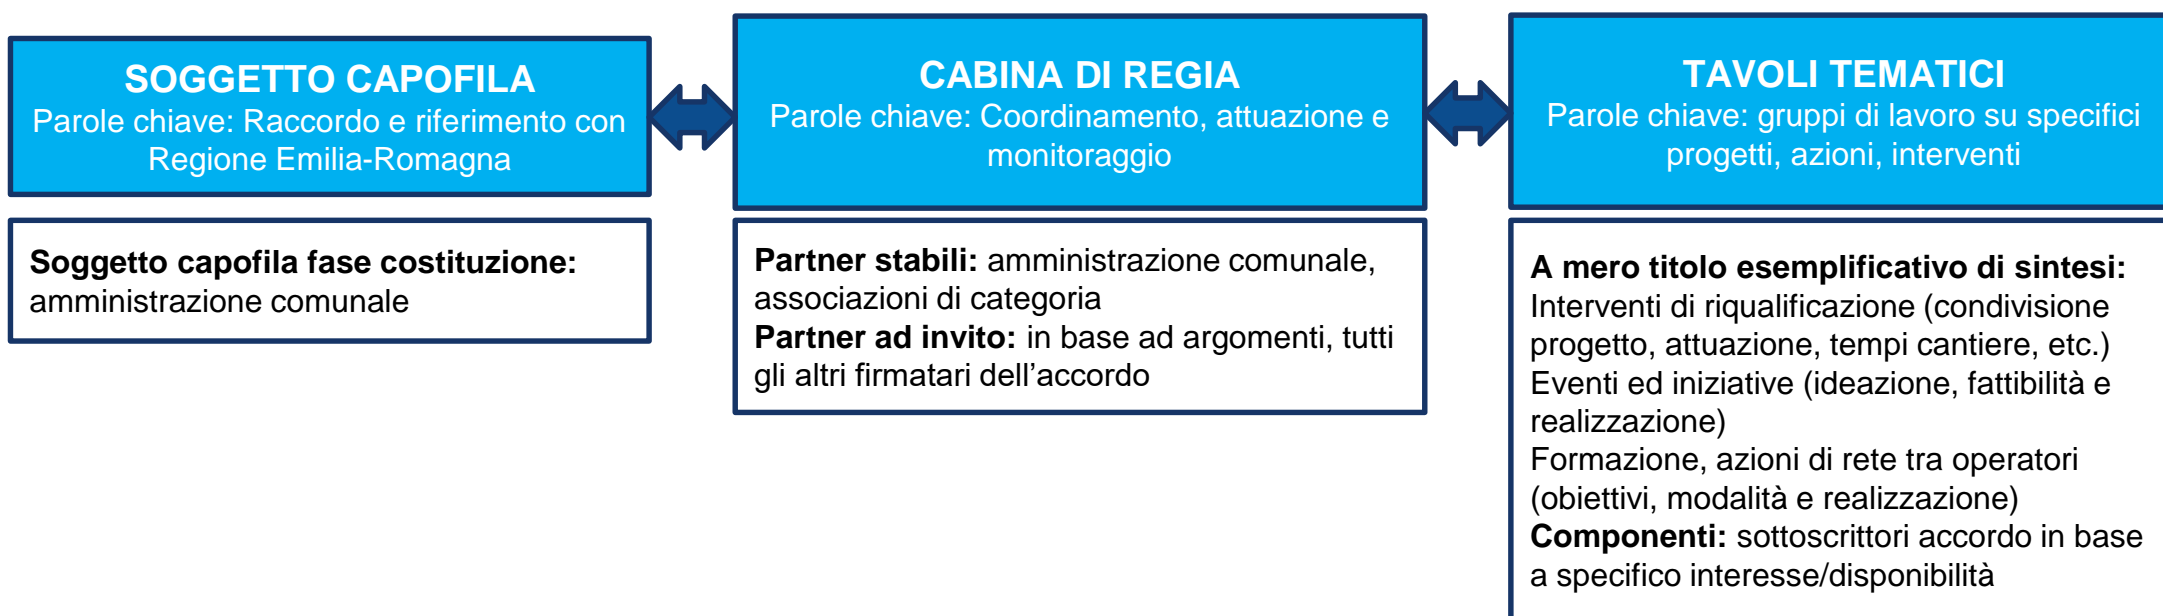 SOGGETTO CAPOFILA
Parole chiave: Raccordo e riferimento con
Regione Emilia-Romagna
Soggetto capofila fase costituzione:
amministrazione comunale
CABINA DI REGIA
Parole chiave: Coordinamento, attuazione e
monitoraggio
Partner stabili: amministrazione comunale,
associazioni di categoria
Partner ad invito: in base ad argomenti, tutti
gli altri firmatari dell’accordo
TAVOLI TEMATICI
Parole chiave: gruppi di lavoro su specifici
progetti, azioni, interventi
A mero titolo esemplificativo di sintesi:
Interventi di riqualificazione (condivisione
progetto, attuazione, tempi cantiere, etc.)
Eventi ed iniziative (ideazione, fattibilità e
realizzazione)
Formazione, azioni di rete tra operatori
(obiettivi, modalità e realizzazione)
Componenti: sottoscrittori accordo in base
a specifico interesse/disponibilità